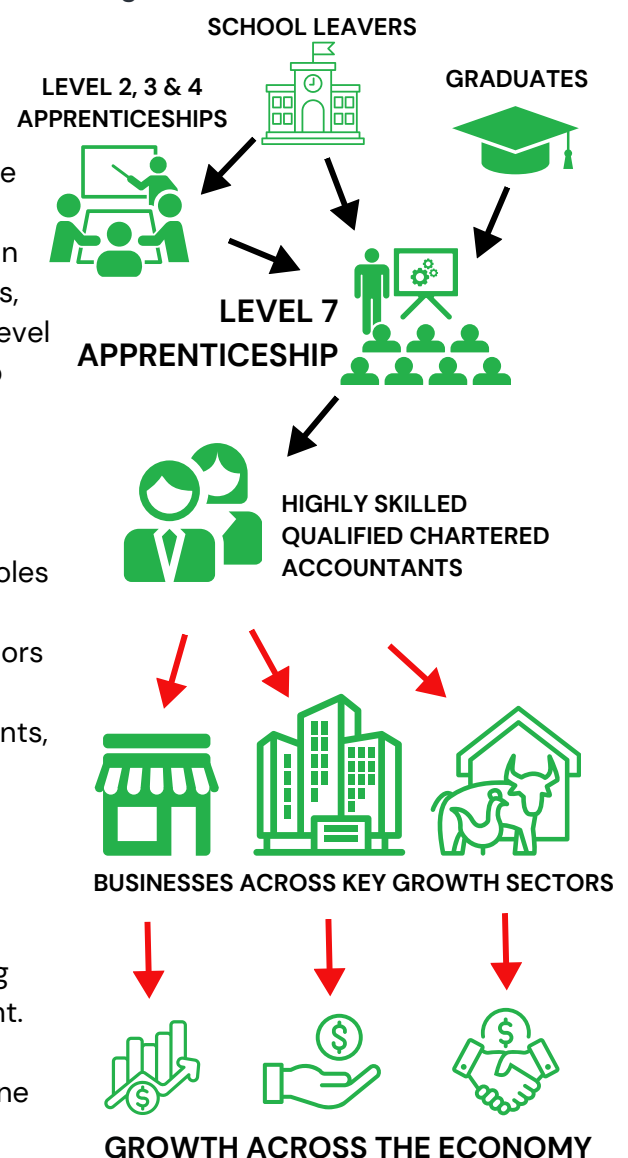 SCHOOL LEAVERS
GRADUATES
LEVEL 2, 3 & 4
APPRENTICESHIPS
LEVEL 7
APPRENTICESHIP
HIGHLY SKILLED
QUALIFIED CHARTERED
ACCOUNTANTS
BUSINESSES ACROSS KEY GROWTH SECTORS
$
$
$
GROWTH ACROSS THE ECONOMY